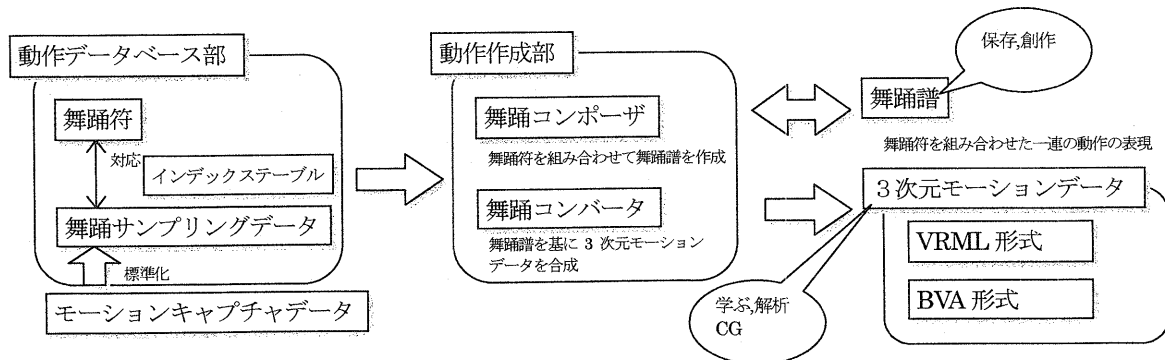 動作データベース部
舞踊符
対応
インデックステーブル
舞踊サンプリングデータ
標準化
モーションキャプチャデータ
動作作成部
舞踊コンポーザ
舞踊符を組み合わせて舞踊譜を作成
舞踊コンバータ
舞踊譜を基に 3 次元モーション
データを合成
保存,創作
舞踊譜
舞踊符を組み合わせた一連の動作の表現
3次元モーションデータ
VRML 形式
BVA 形式
学ぶ,解析
CG